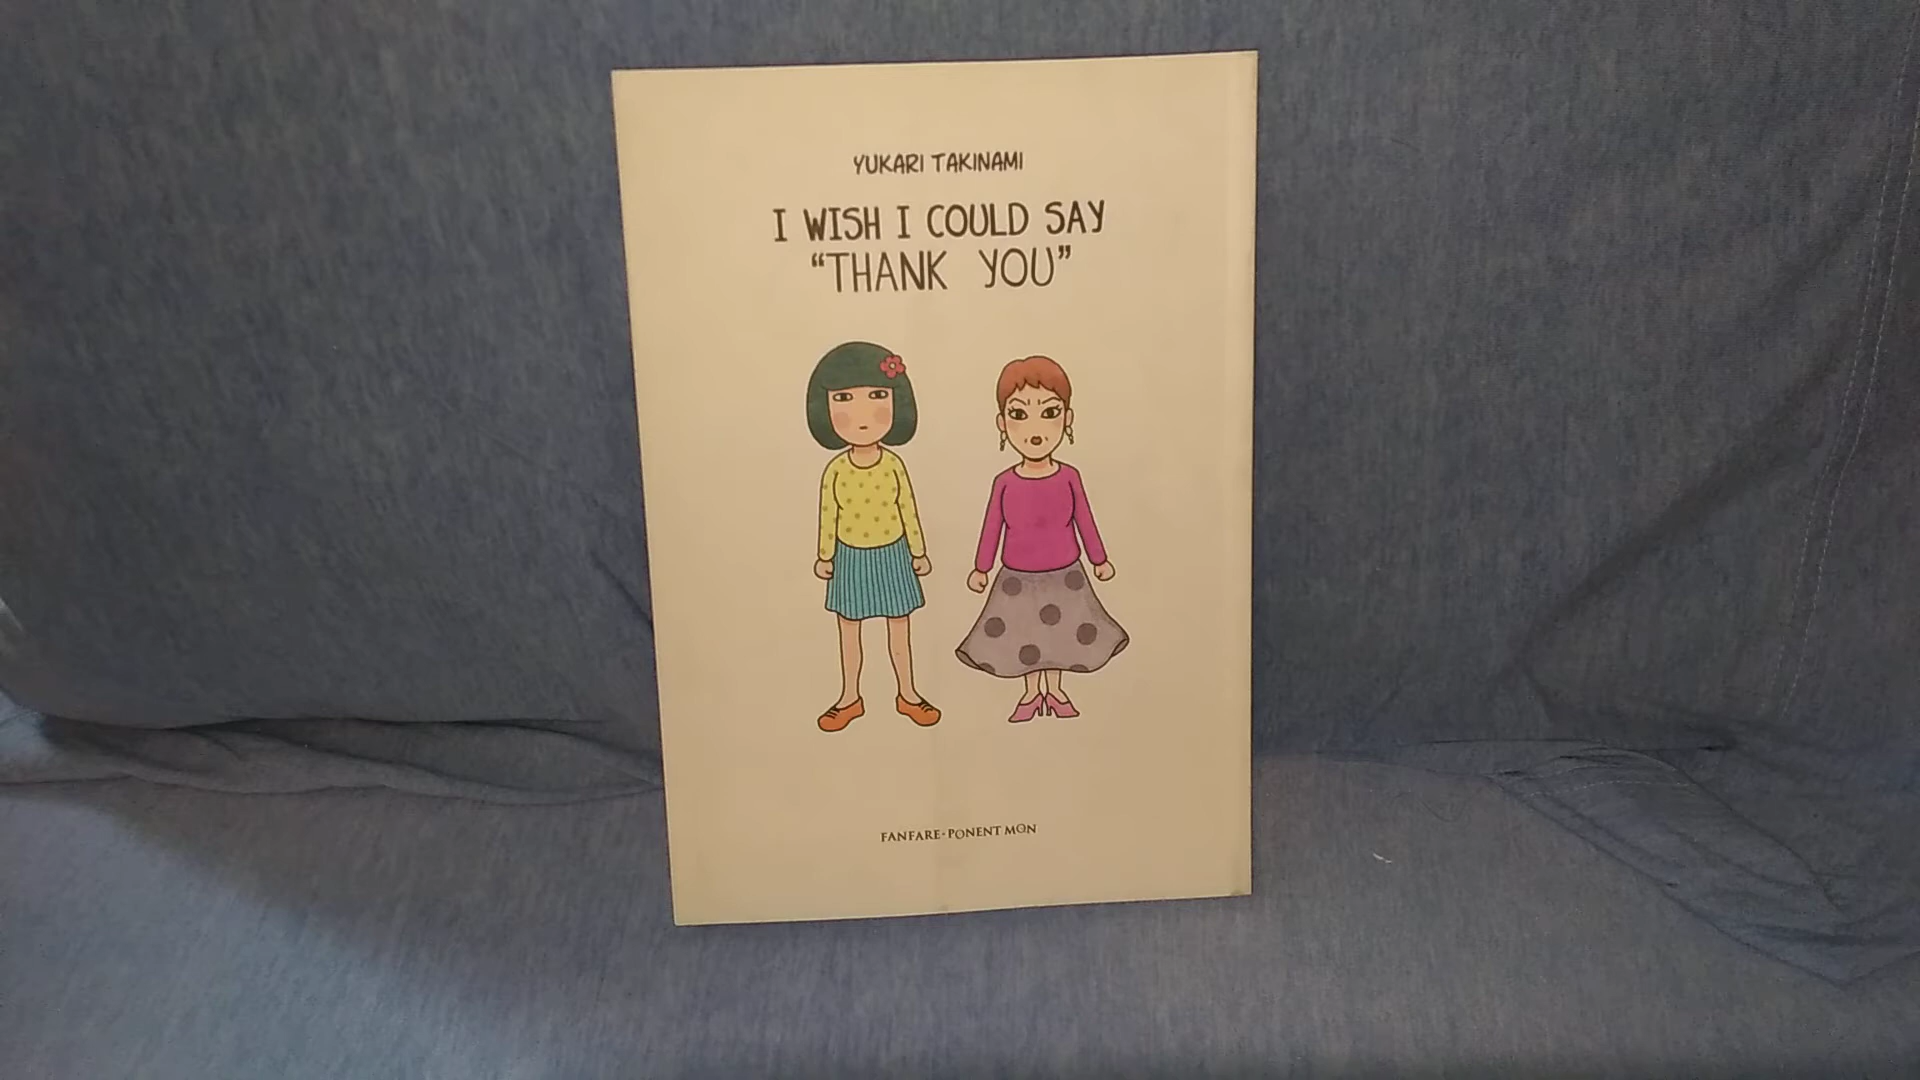 YUKARI TAKINAMI
I WISH I COULD SAY
“THANK YOU”
FANFARE·PONENT MON